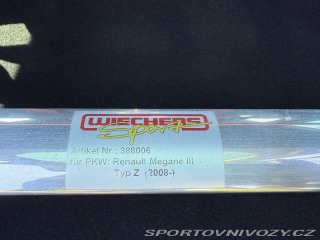 WIECHERS
Sport
Artikel Nr.: 388006
für PKW: Renault Megane III
Typ Z (2008-)
SPORTOVNIVOZY.CZ